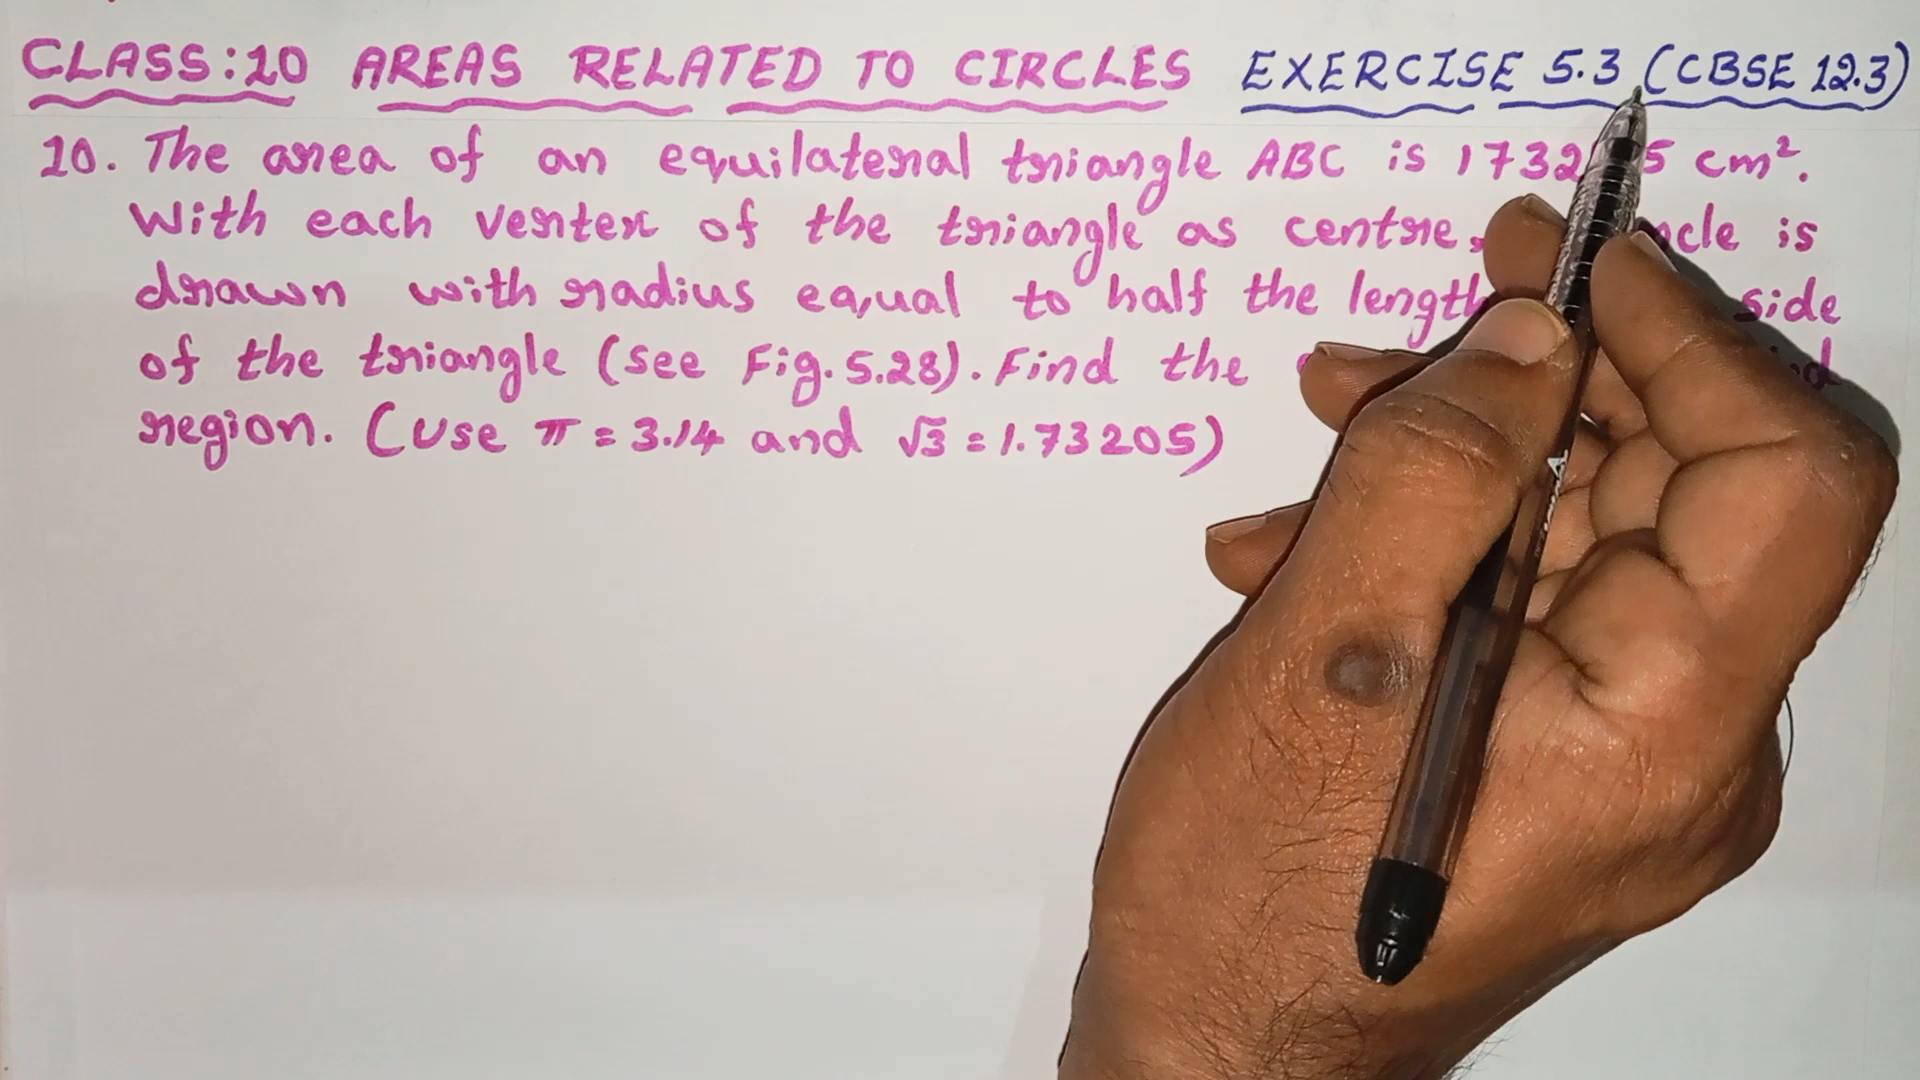 CLASS:10 AREAS RELATED TO CIRCLES EXERCISE 5.3 (CBSE 12.3)
10. The area of an equilateral triangle ABC is 1732 5 cm².
With each vertex of the triangle as centre, is
drawn with radius equal to half the length side
of the triangle (see Fig. 5.28). Find the
region. (Use π = 3.14 and √3 = 1.73205)